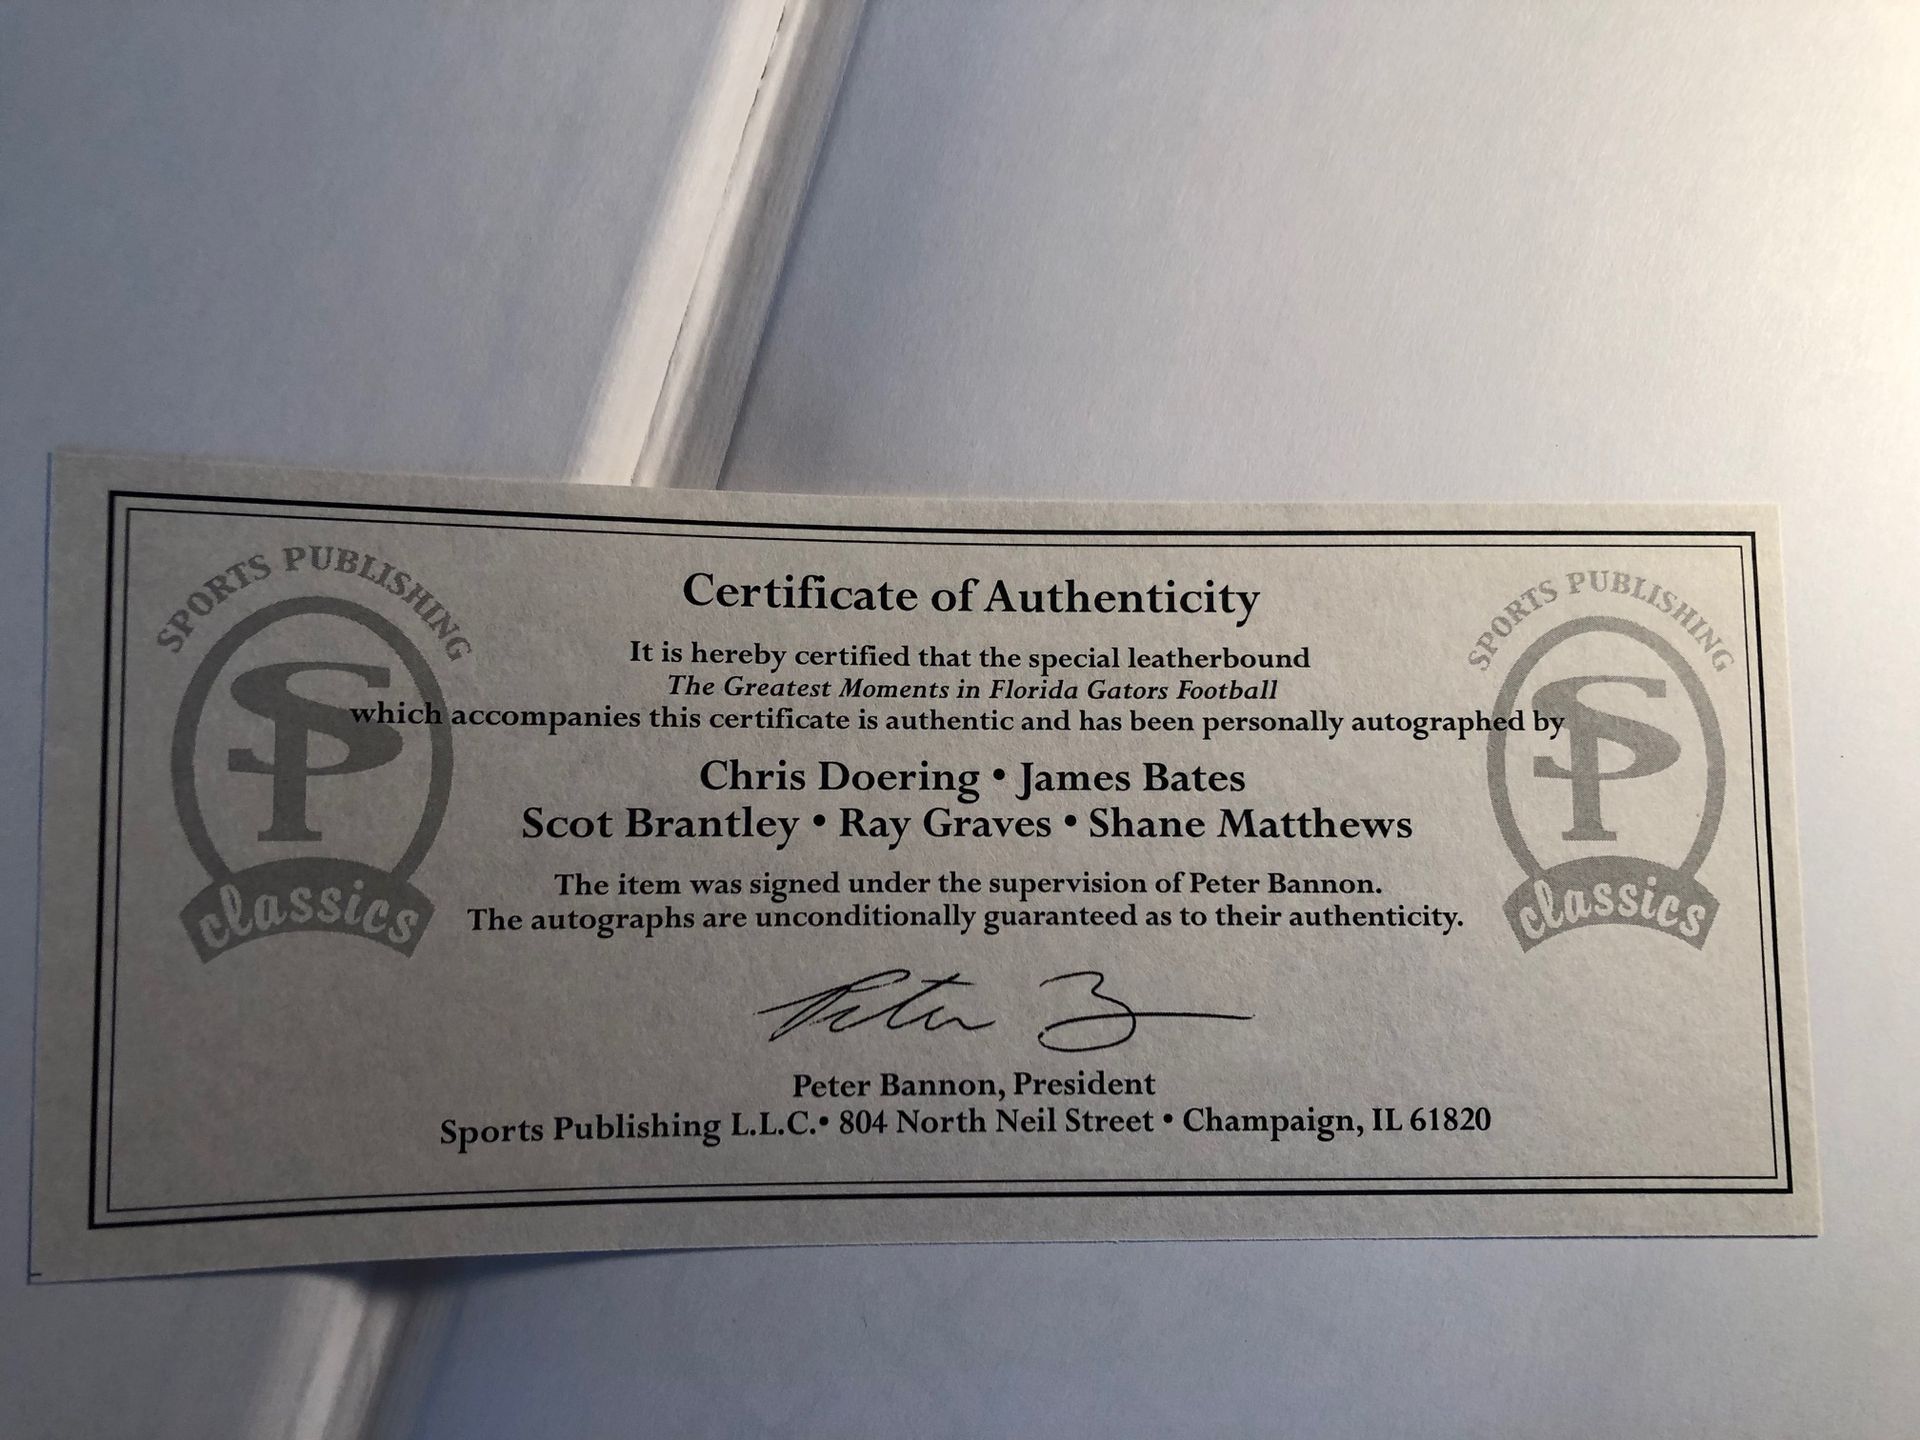 SPORTS PUBLISHING
SP
classics
Certificate of Authenticity
It is hereby certified that the special leatherbound
The Greatest Moments in Florida Gators Football
which accompanies this certificate is authentic and has been personally autographed by
Chris Doering • James Bates
Scot Brantley • Ray Graves • Shane Matthews
The item was signed under the supervision of Peter Bannon.
The autographs are unconditionally guaranteed as to their authenticity.
Peter B
Peter Bannon, President
Sports Publishing L.L.C.• 804 North Neil Street • Champaign, IL 61820
SPORTS PUBLISHING
SP
classics